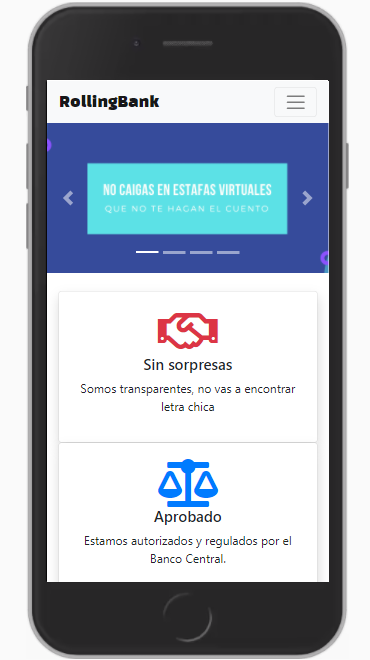 RollingBank
NO CAIGAS EN ESTAFAS VIRTUALES
QUE NO TE HAGAN EL CUENTO
Sin sorpresas
Somos transparentes, no vas a encontrar
letra chica
Aprobado
Estamos autorizados y regulados por el
Banco Central.